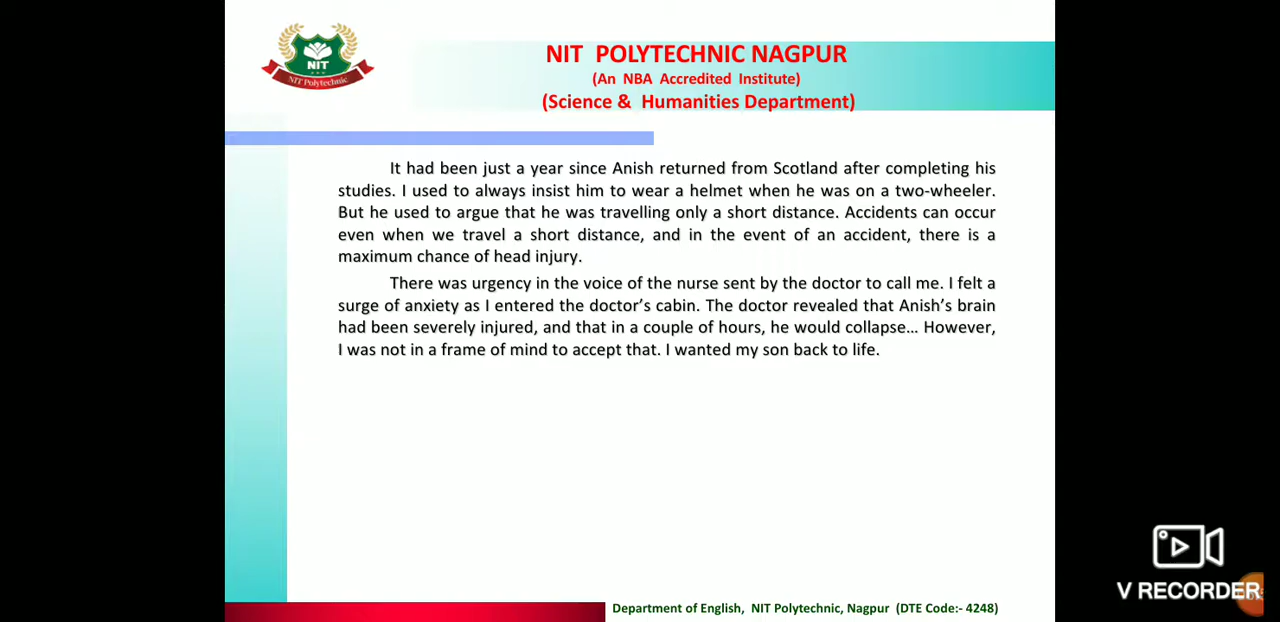 NIT POLYTECHNIC NAGPUR
(An NBA Accredited Institute)
(Science & Humanities Department)
NIT
NIT Polytechnic
It had been just a year since Anish returned from Scotland after completing his
studies. I used to always insist him to wear a helmet when he was on a two-wheeler.
But he used to argue that he was travelling only a short distance. Accidents can occur
even when we travel a short distance, and in the event of an accident, there is a
maximum chance of head injury.
There was urgency in the voice of the nurse sent by the doctor to call me. I felt a
surge of anxiety as I entered the doctor’s cabin. The doctor revealed that Anish’s brain
had been severely injured, and that in a couple of hours, he would collapse... However,
I was not in a frame of mind to accept that. I wanted my son back to life.
V RECORDER
Department of English, NIT Polytechnic, Nagpur (DTE Code:- 4248)